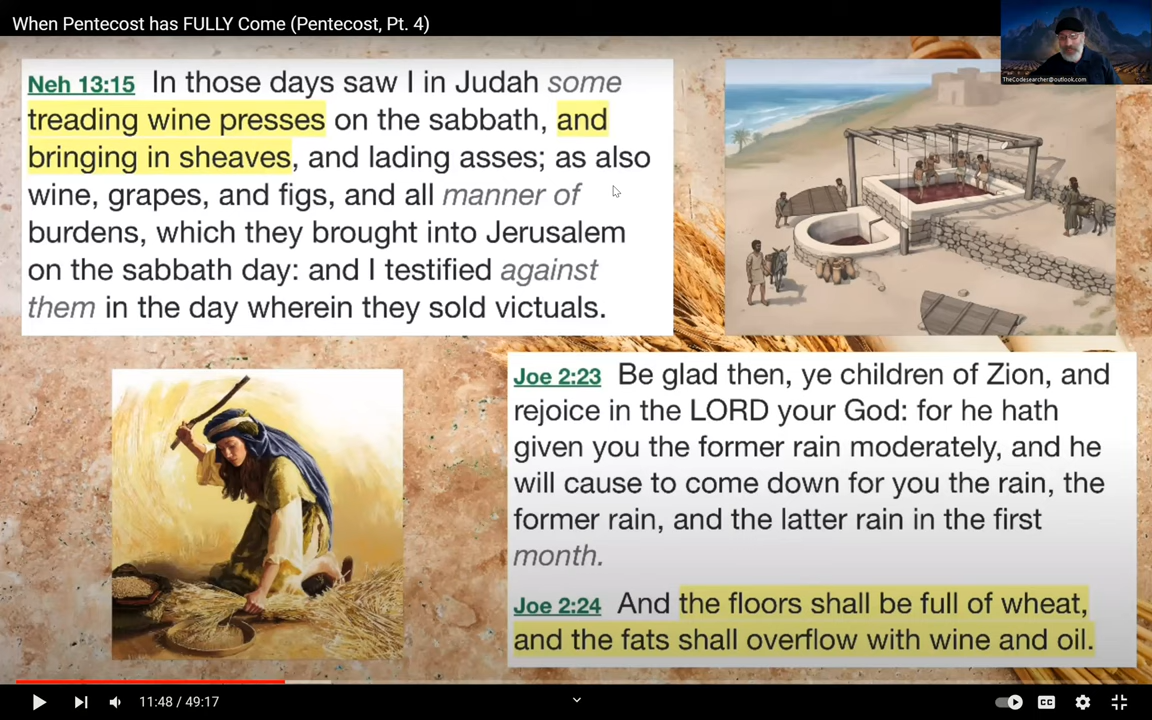 When Pentecost has FULLY Come (Pentecost, Pt. 4)
TheCodesearcher@outlook.com
Neh 13:15 In those days saw I in Judah some
treading wine presses on the sabbath, and
bringing in sheaves, and lading asses; as also
wine, grapes, and figs, and all manner of
burdens, which they brought into Jerusalem
on the sabbath day: and I testified against
them in the day wherein they sold victuals.
Joe 2:23 Be glad then, ye children of Zion, and
rejoice in the LORD your God: for he hath
given you the former rain moderately, and he
will cause to come down for you the rain, the
former rain, and the latter rain in the first
month.
Joe 2:24 And the floors shall be full of wheat,
and the fats shall overflow with wine and oil.
11:48 / 49:17
CC